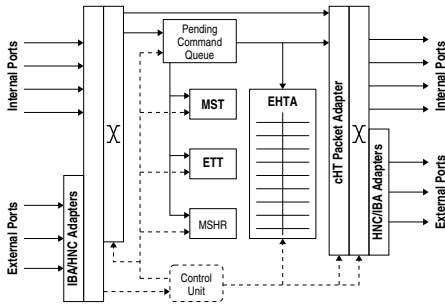 Internal Ports
External Ports
IBA/HNC Adapters
Pending
Command
Queue
MST
ETT
MSHR
Control
Unit
EHTA
cHT Packet Adapter
HNC/IBA Adapters
Internal Ports
External Ports